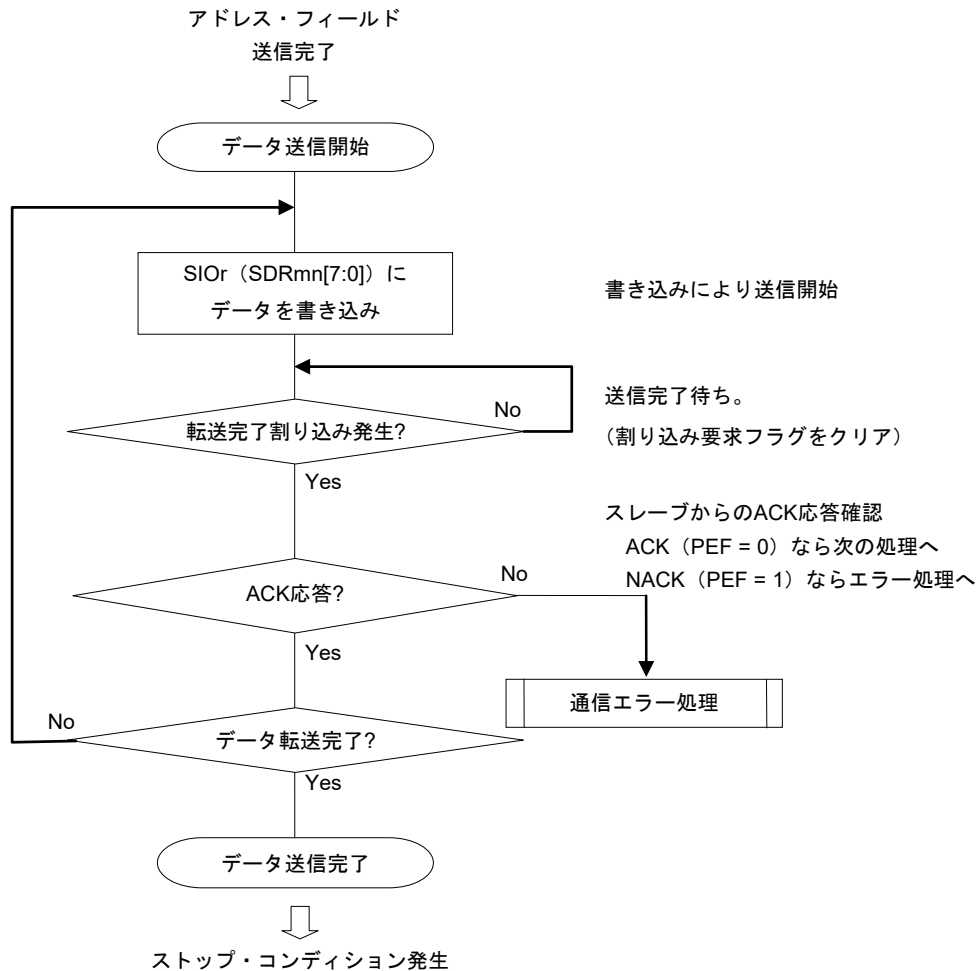 アドレス・フィールド
送信完了
データ送信開始
SIOr（SDRmn[7:0]）に
データを書き込み
書き込みにより送信開始
転送完了割り込み発生?
No
送信完了待ち。
（割り込み要求フラグをクリア）
Yes
スレーブからのACK応答確認
ACK（PEF = 0）なら次の処理へ
NACK（PEF = 1）ならエラー処理へ
ACK応答?
No
Yes
通信エラー処理
データ転送完了?
No
Yes
データ送信完了
ストップ・コンディション発生